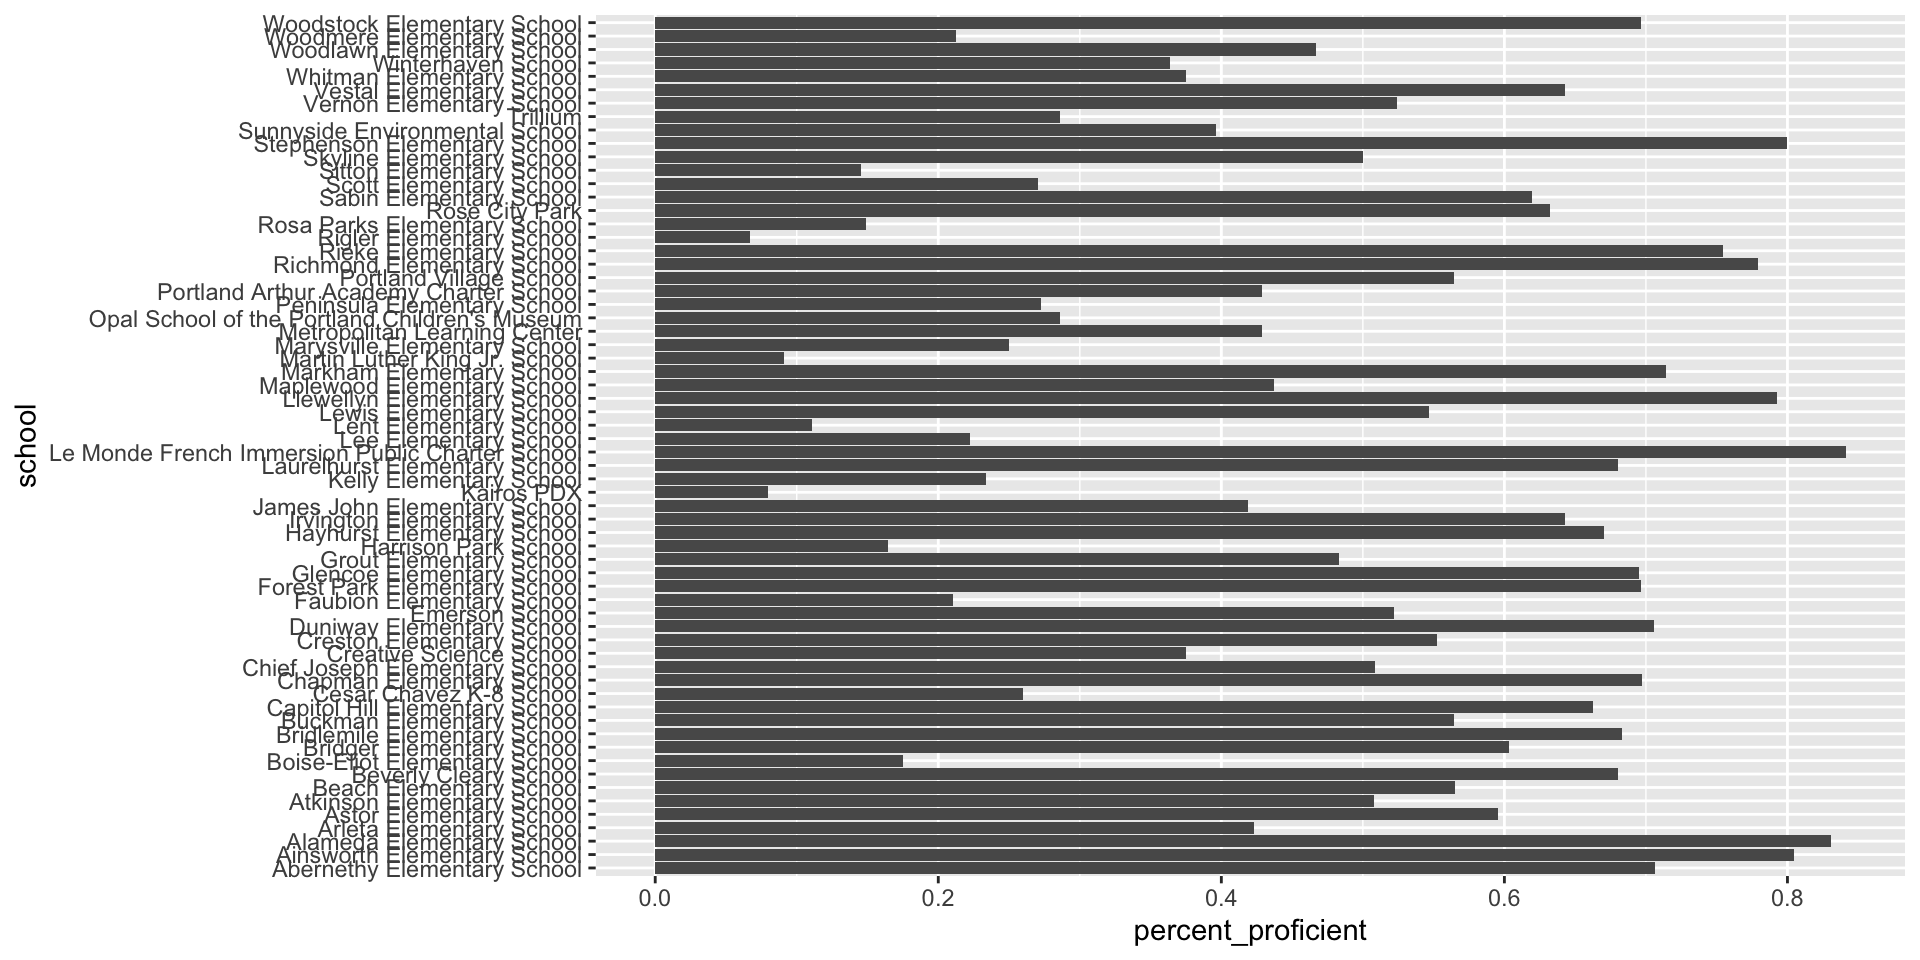 Woodstock Elementary School
Woodmere Elementary School
Woodlawn Elementary School
Winterhaven School
Whitman Elementary School
Vestal Elementary School
Vernon Elementary School
Trillium
Sunnyside Environmental School
Stephenson Elementary School
Skyline Elementary School
Sitton Elementary School
Scott Elementary School
Sabin Elementary School
Rose City Park
Rosa Parks Elementary School
Rigler Elementary School
Rieke Elementary School
Richmond Elementary School
Portland Village School
Portland Arthur Academy Charter School
Peninsula Elementary School
Opal School of the Portland Children's Museum
Metropolitan Learning Center
Marysville Elementary School
Martin Luther King Jr. School
Markham Elementary School
Maplewood Elementary School
Llewellyn Elementary School
Lewis Elementary School
Lent Elementary School
Lee Elementary School
Le Monde French Immersion Public Charter School
Laurelhurst Elementary School
Kelly Elementary School
Kairos PDX
James John Elementary School
Irvington Elementary School
Hayhurst Elementary School
Harrison Park School
Grout Elementary School
Glencoe Elementary School
Forest Park Elementary School
Faubion Elementary School
Emerson School
Duniway Elementary School
Creston Elementary School
Creative Science School
Chief Joseph Elementary School
Chapman Elementary School
Cesar Chavez K-8 School
Capitol Hill Elementary School
Buckman Elementary School
Bridlemile Elementary School
Bridger Elementary School
Boise-Eliot Elementary School
Beverly Cleary School
Beach Elementary School
Atkinson Elementary School
Astor Elementary School
Arleta Elementary School
Alameda Elementary School
Ainsworth Elementary School
Abernethy Elementary School
school
0.0 0.2 0.4 0.6 0.8
percent_proficient